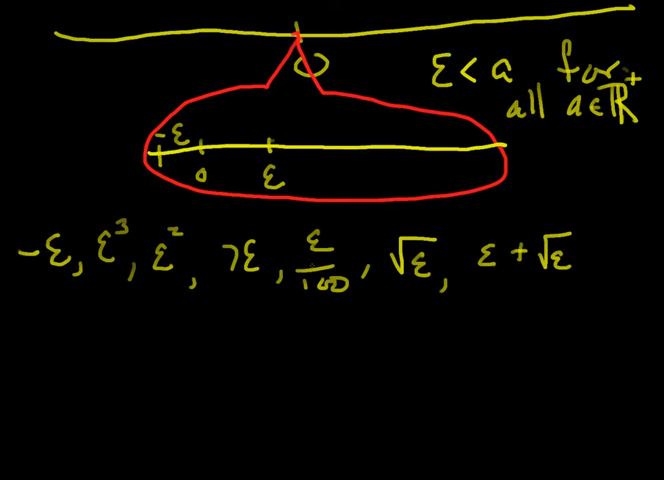 0
ε < a for
all a ∈ ℝ⁺
-ε
0 ε
-ε, ε³, ε², 7ε, ε/100, √ε, ε + √ε